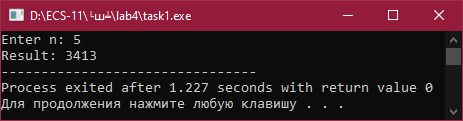 D:\ECS-11\└ш┴\lab4\task1.exe
Enter n: 5
Result: 3413
--------------------------------
Process exited after 1.227 seconds with return value 0
Для продолжения нажмите любую клавишу . . .